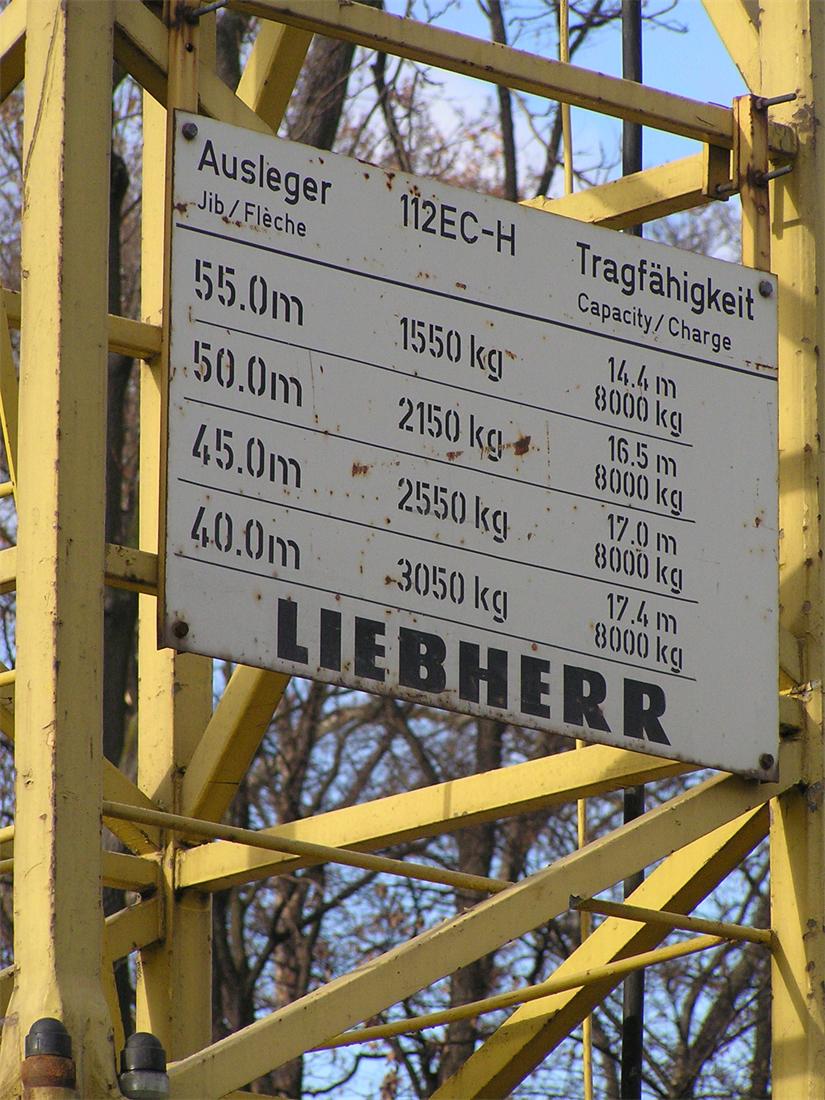 Ausleger 112EC-H Tragfähigkeit
Jib/Flèche Capacity/Charge
55.0m 1550 kg 14.4 m
8000 kg
50.0m 2150 kg 16.5 m
8000 kg
45.0m 2550 kg 17.0 m
8000 kg
40.0m 3050 kg 17.4 m
8000 kg
LIEBHERR